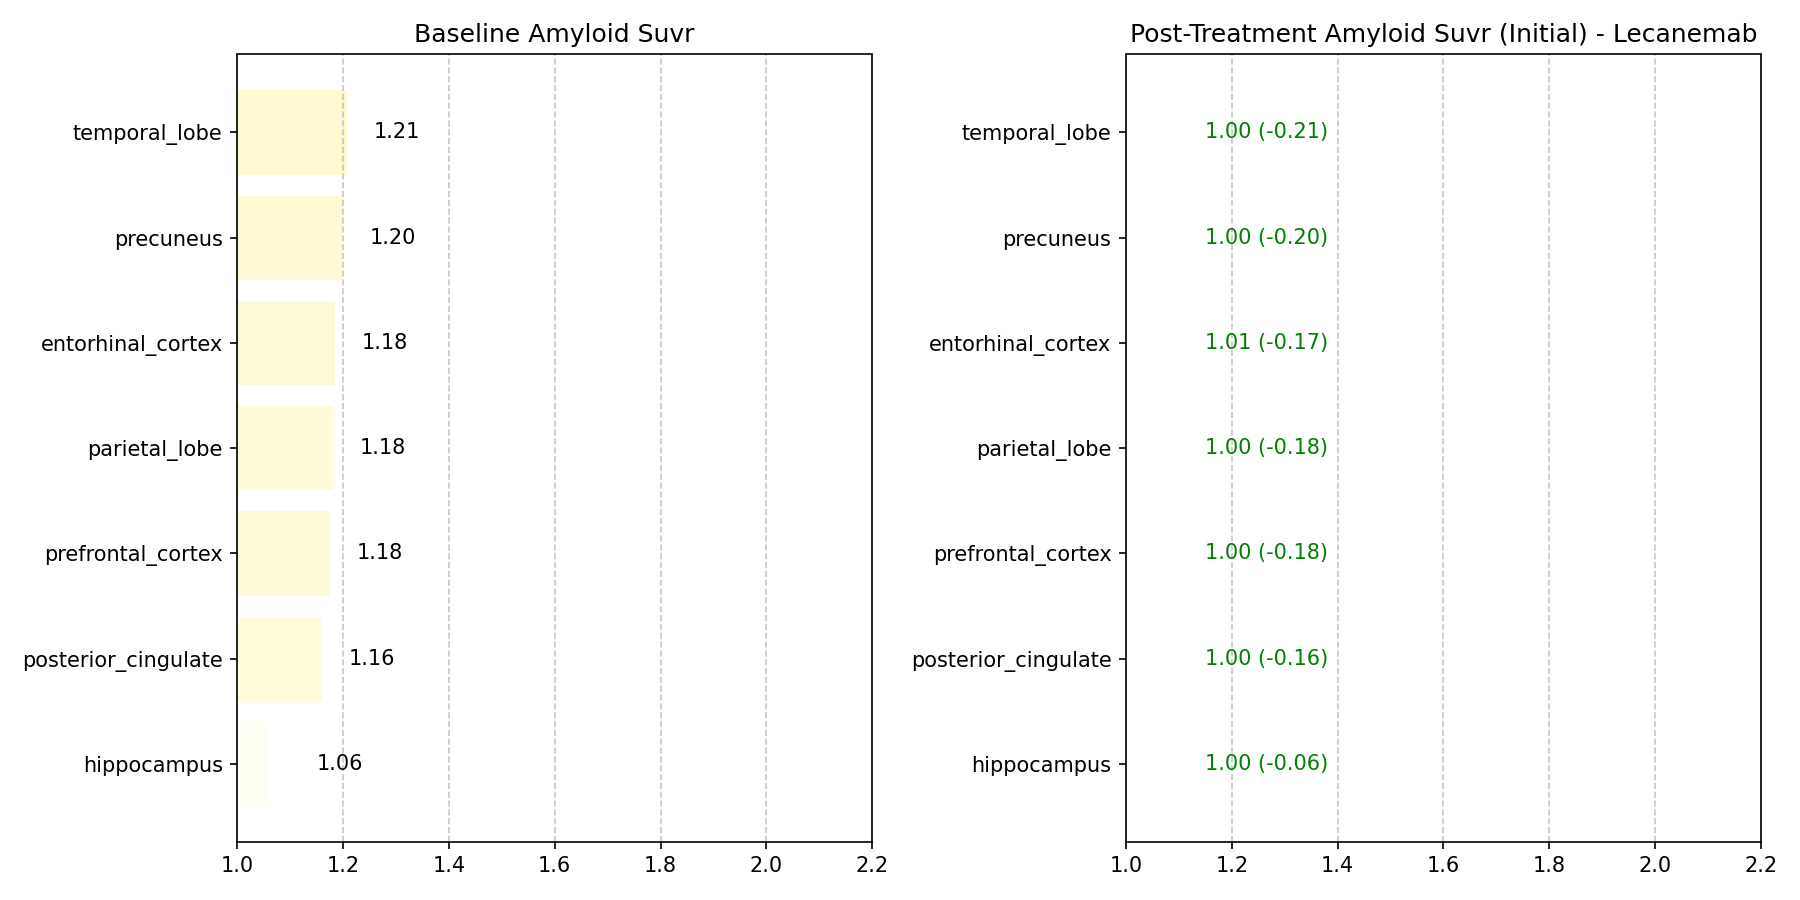 Baseline Amyloid Suvr
temporal_lobe
1.21
precuneus
1.20
entorhinal_cortex
1.18
parietal_lobe
1.18
prefrontal_cortex
1.18
posterior_cingulate
1.16
hippocampus
1.06
1.0 1.2 1.4 1.6 1.8 2.0 2.2
Post-Treatment Amyloid Suvr (Initial) - Lecanemab
temporal_lobe
1.00 (-0.21)
precuneus
1.00 (-0.20)
entorhinal_cortex
1.01 (-0.17)
parietal_lobe
1.00 (-0.18)
prefrontal_cortex
1.00 (-0.18)
posterior_cingulate
1.00 (-0.16)
hippocampus
1.00 (-0.06)
1.0 1.2 1.4 1.6 1.8 2.0 2.2